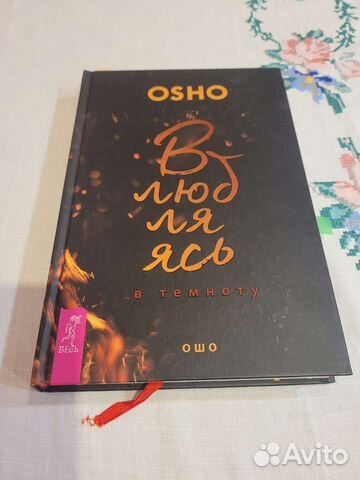 OSHO
Влюб
ля
ясь
в темноту
ошо
ВЕСЬ
Avito